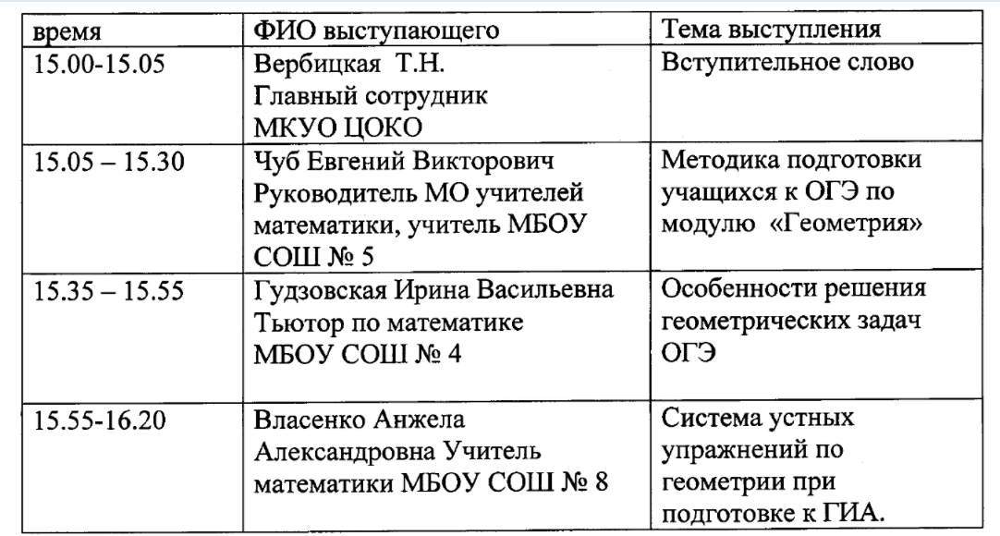 время ФИО выступающего Тема выступления
15.00-15.05 Вербицкая Т.Н. Вступительное слово
Главный сотрудник
МКУО ЦОКО
15.05 – 15.30 Чуб Евгений Викторович Методика подготовки
Руководитель МО учителей учащихся к ОГЭ по
математики, учитель МБОУ модулю «Геометрия»
СОШ № 5
15.35 – 15.55 Гудзовская Ирина Васильевна Особенности решения
Тьютор по математике геометрических задач
МБОУ СОШ № 4 ОГЭ
15.55-16.20 Власенко Анжела Система устных
Александровна Учитель упражнений по
математики МБОУ СОШ № 8 геометрии при
подготовке к ГИА.